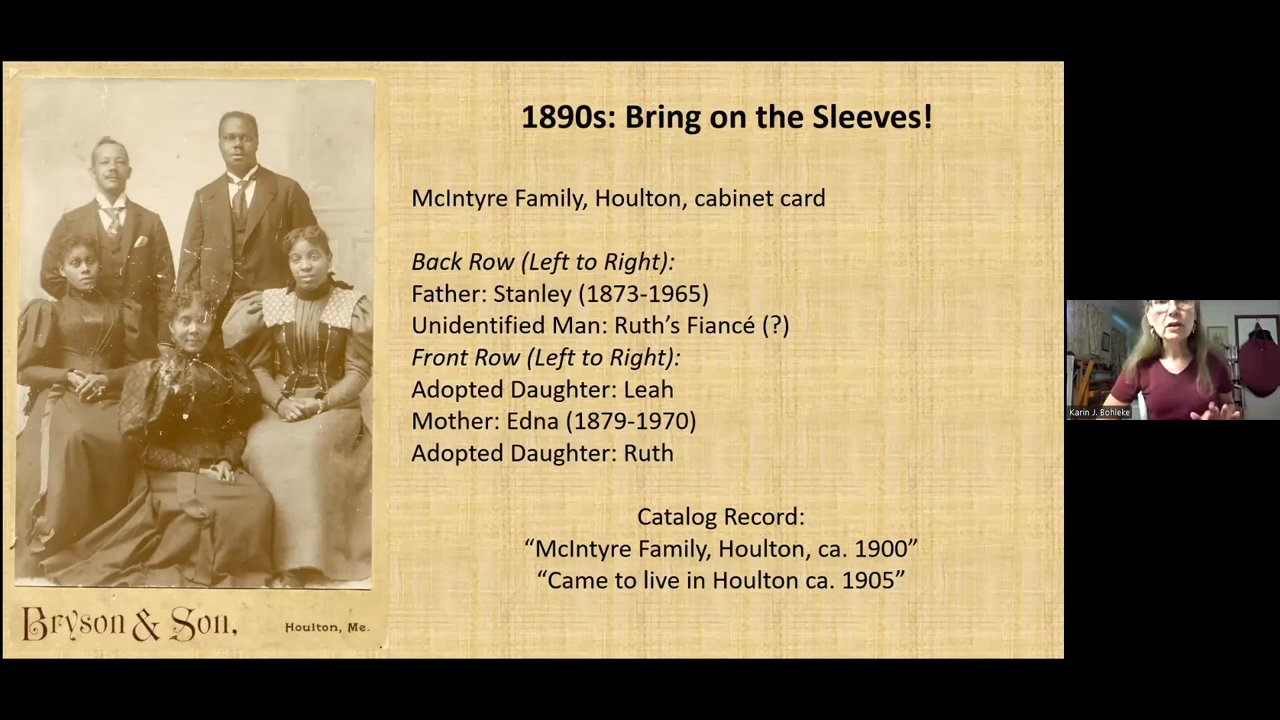 1890s: Bring on the Sleeves!
McIntyre Family, Houlton, cabinet card
Back Row (Left to Right):
Father: Stanley (1873-1965)
Unidentified Man: Ruth’s Fiancé (?)
Front Row (Left to Right):
Adopted Daughter: Leah
Mother: Edna (1879-1970)
Adopted Daughter: Ruth
Catalog Record:
“McIntyre Family, Houlton, ca. 1900”
“Came to live in Houlton ca. 1905”
Bryson & Son,
Houlton, Me.
Karin J. Bohleke